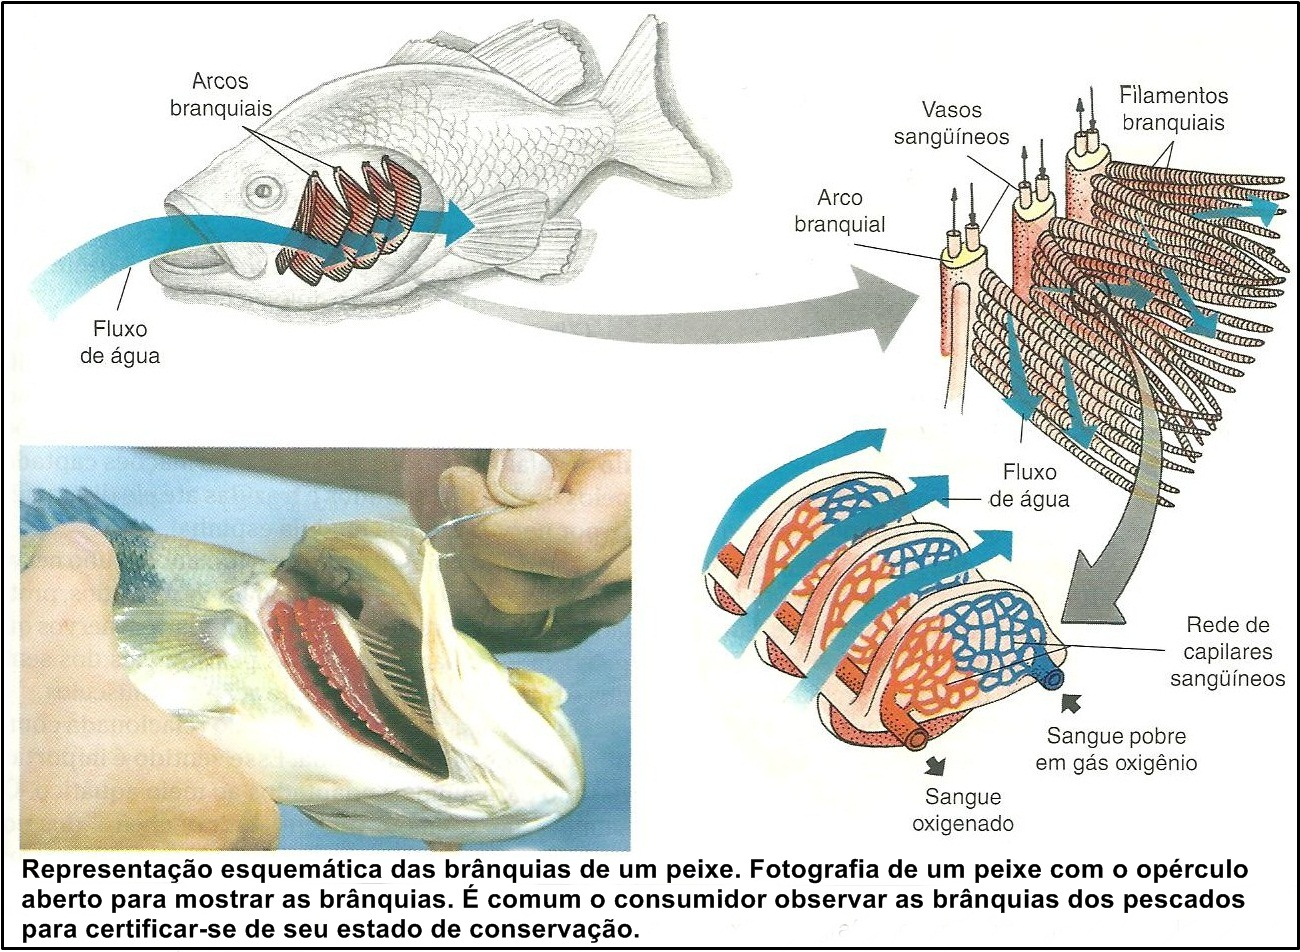 Arcos
branquiais
Fluxo
de água
Vasos
sangüíneos
Filamentos
branquiais
Arco
branquial
Fluxo
de água
Rede de
capilares
sangüíneos
Sangue pobre
em gás oxigênio
Sangue
oxigenado
Representação esquemática das brânquias de um peixe. Fotografia de um peixe com o opérculo
aberto para mostrar as brânquias. É comum o consumidor observar as brânquias dos pescados
para certificar-se de seu estado de conservação.